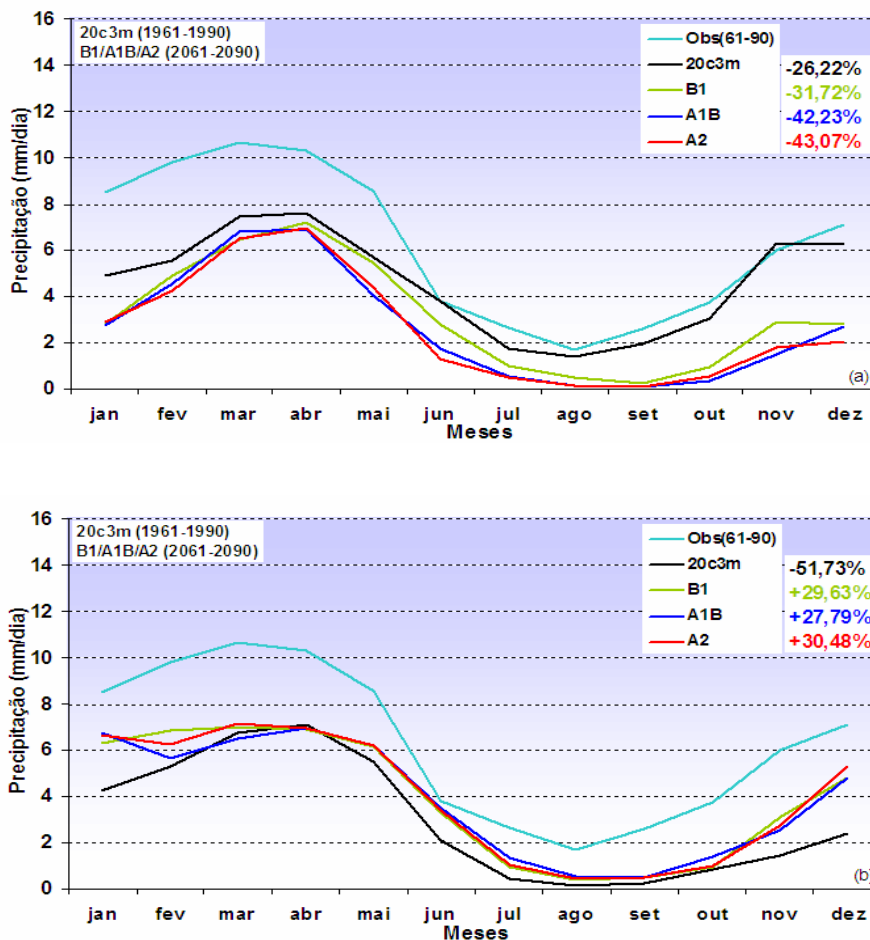 20c3m (1961-1990)
B1/A1B/A2 (2061-2090)
Obs(61-90)
20c3m -26,22%
B1 -31,72%
A1B -42,23%
A2 -43,07%
Precipitação (mm/dia)
16
14
12
10
8
6
4
2
0
(a)
jan fev mar abr mai jun jul ago set out nov dez
Meses
20c3m (1961-1990)
B1/A1B/A2 (2061-2090)
Obs(61-90)
20c3m -51,73%
B1 +29,63%
A1B +27,79%
A2 +30,48%
Precipitação (mm/dia)
16
14
12
10
8
6
4
2
0
(b)
jan fev mar abr mai jun jul ago set out nov dez
Meses